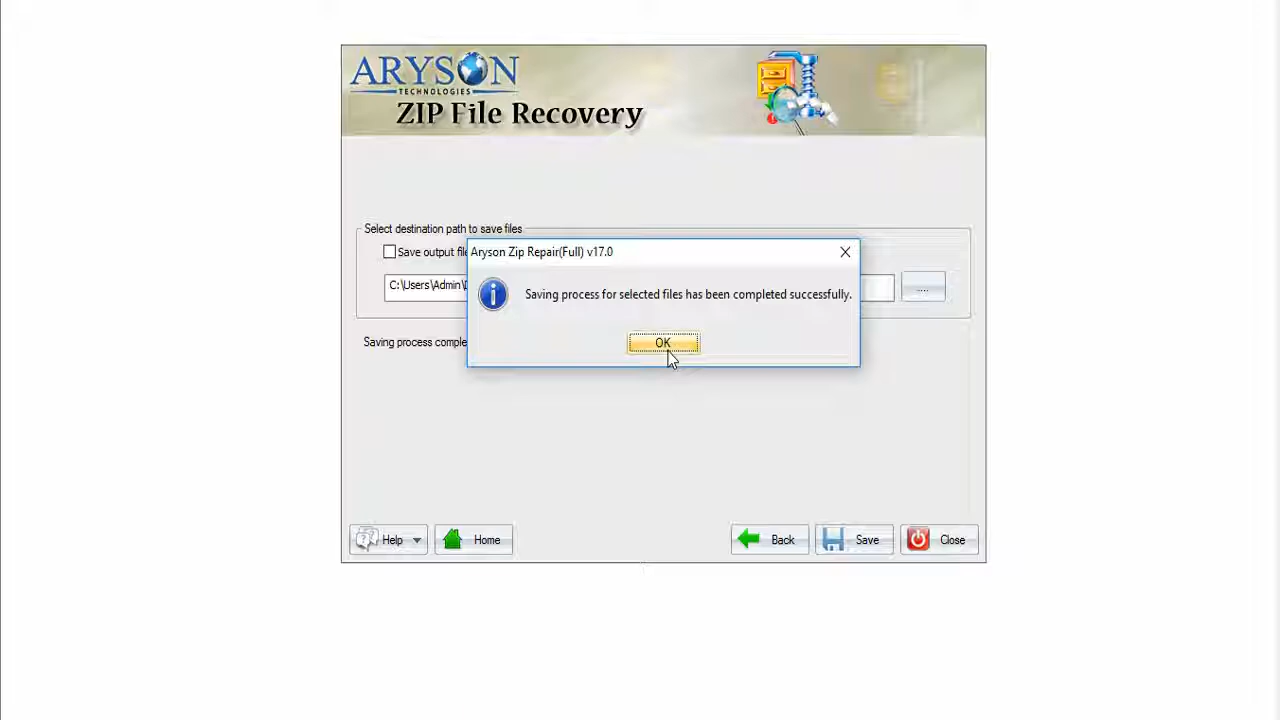 ARYSON
TECHNOLOGIES
ZIP File Recovery
Select destination path to save files
Save output
Aryson Zip Repair(Full) v17.0
C:\Users\Admin\
....
Saving process for selected files has been completed successfully.
Saving process
OK
Help
Home
Back
Save
Close